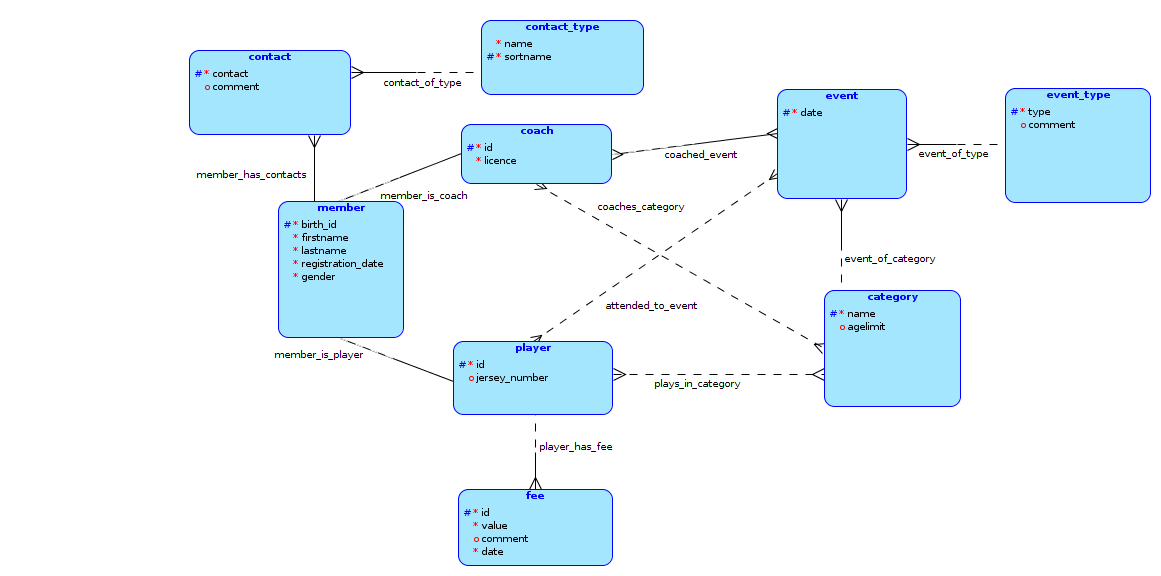 contact_type
* name
#* sortname
contact
#* contact
o comment
contact_of_type
event
#* date
event_type
#* type
o comment
event_of_type
coach
#* id
* licence
coached_event
member_has_contacts
member_is_coach
coaches_category
member
#* birth_id
* firstname
* lastname
* registration_date
* gender
event_of_category
attended_to_event
category
#* name
o agelimit
member_is_player
player
#* id
o jersey_number
plays_in_category
player_has_fee
fee
#* id
* value
o comment
* date